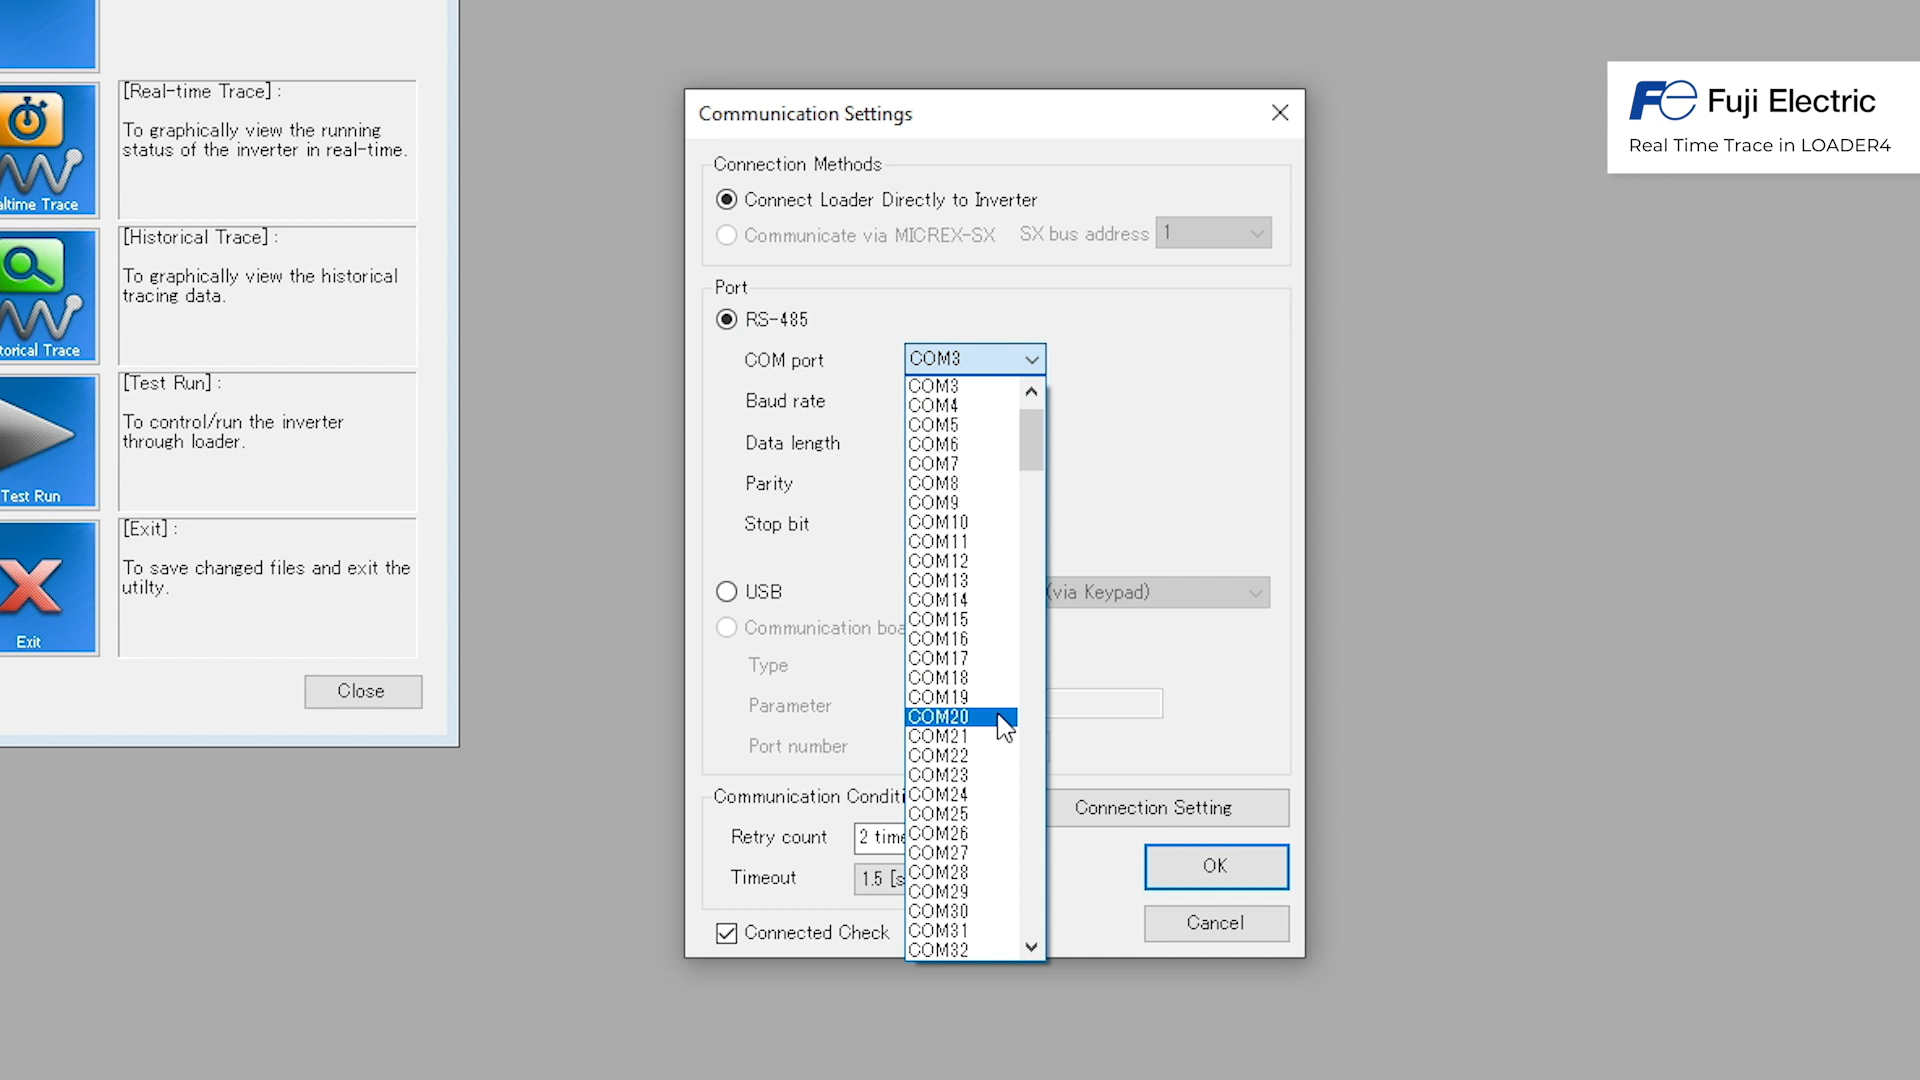 [Real-time Trace] :
To graphically view the running
status of the inverter in real-time.
altime Trace
[Historical Trace] :
To graphically view the historical
tracing data.
torical Trace
[Test Run] :
To control/run the inverter
through loader.
Test Run
[Exit] :
To save changed files and exit the
utilty.
Exit
Close
Communication Settings
Connection Methods
Connect Loader Directly to Inverter
Communicate via MICREX-SX SX bus address 1
Port
RS-485
COM port COM3
Baud rate
Data length
Parity
Stop bit
COM3
COM4
COM5
COM6
COM7
COM8
COM9
COM10
COM11
COM12
COM13
COM14
COM15
COM16
COM17
COM18
COM19
COM20
COM21
COM22
COM23
COM24
COM25
COM26
COM27
COM28
COM29
COM30
COM31
COM32
USB (via Keypad)
Communication boa
Type
Parameter
Port number
Communication Conditi
Retry count 2 time
Timeout 1.5 [s
Connected Check
Connection Setting
OK
Cancel
Fe Fuji Electric
Real Time Trace in LOADER4